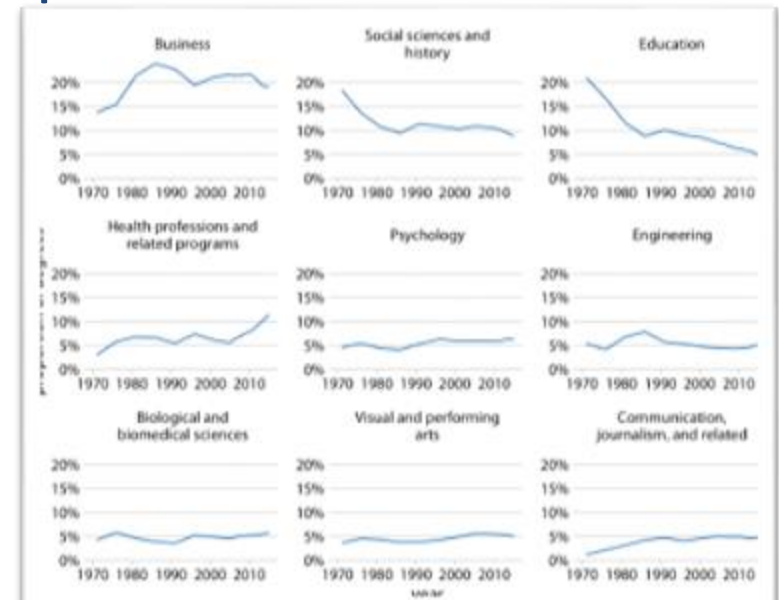 Business
20%
15%
10%
5%
0%
1970 1980 1990 2000 2010
Social sciences and
history
20%
15%
10%
5%
0%
1970 1980 1990 2000 2010
Education
20%
15%
10%
5%
0%
1970 1980 1990 2000 2010
Health professions and
related programs
20%
15%
10%
5%
0%
1970 1980 1990 2000 2010
Psychology
20%
15%
10%
5%
0%
1970 1980 1990 2000 2010
Engineering
20%
15%
10%
5%
0%
1970 1980 1990 2000 2010
Biological and
biomedical sciences
20%
15%
10%
5%
0%
1970 1980 1990 2000 2010
Visual and performing
arts
20%
15%
10%
5%
0%
1970 1980 1990 2000 2010
Communication,
journalism, and related
20%
15%
10%
5%
0%
1970 1980 1990 2000 2010